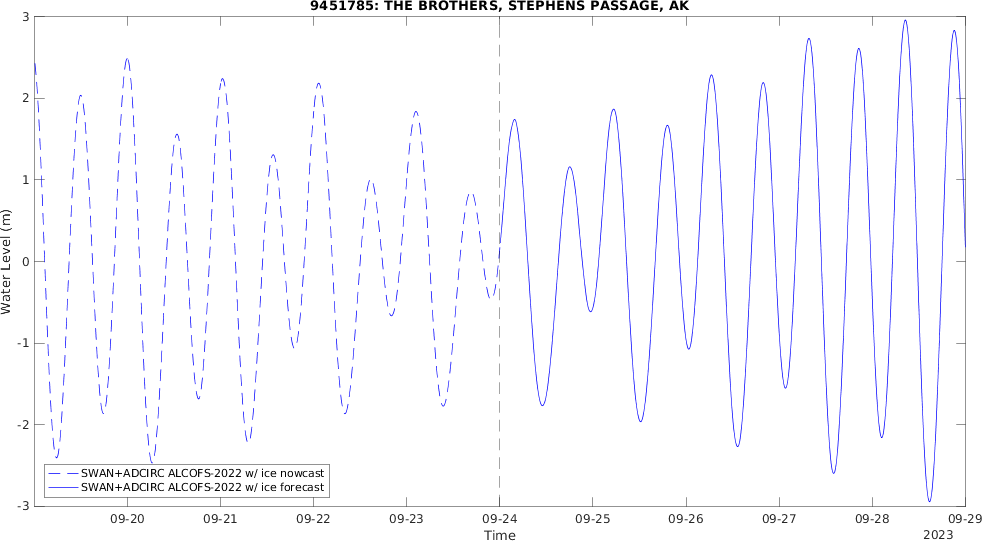 9451785: THE BROTHERS, STEPHENS PASSAGE, AK
3
2
1
0
-1
-2
-3
Water Level (m)
SWAN+ADCIRC ALCOFS-2022 w/ ice nowcast
SWAN+ADCIRC ALCOFS-2022 w/ ice forecast
09-20 09-21 09-22 09-23 09-24 09-25 09-26 09-27 09-28 09-29
Time
2023